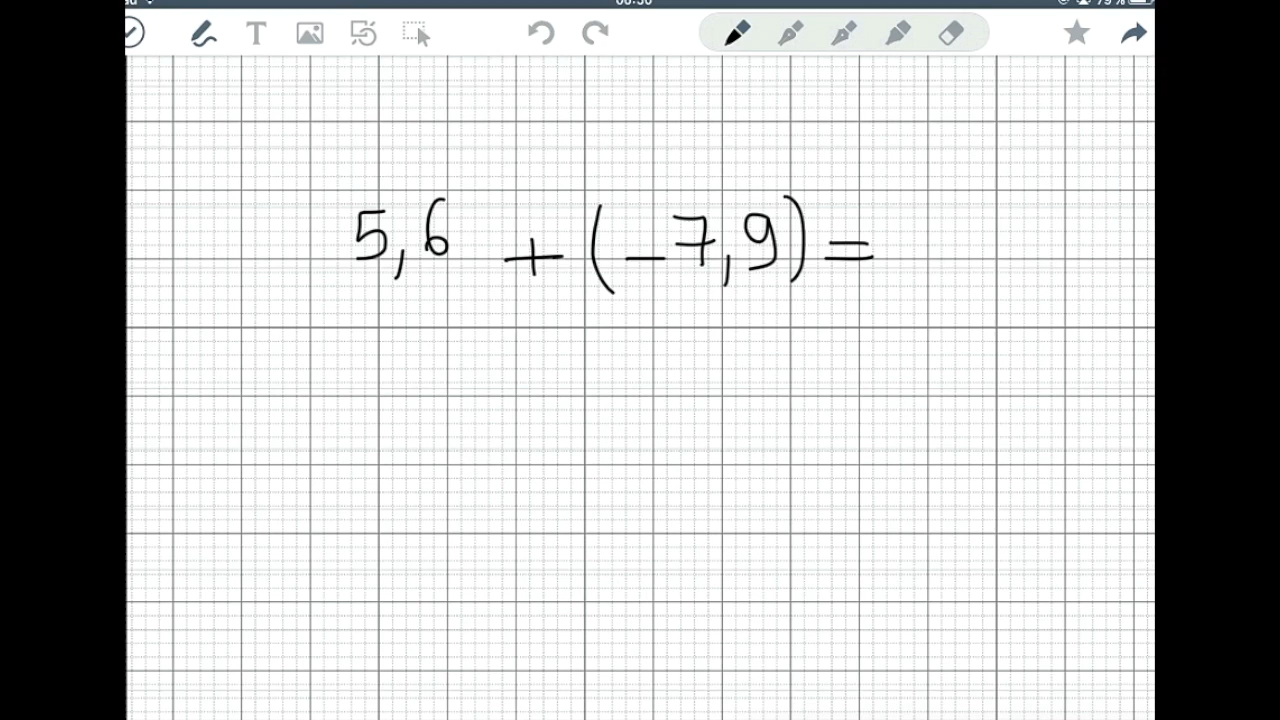 5,6 + (-7,9) =